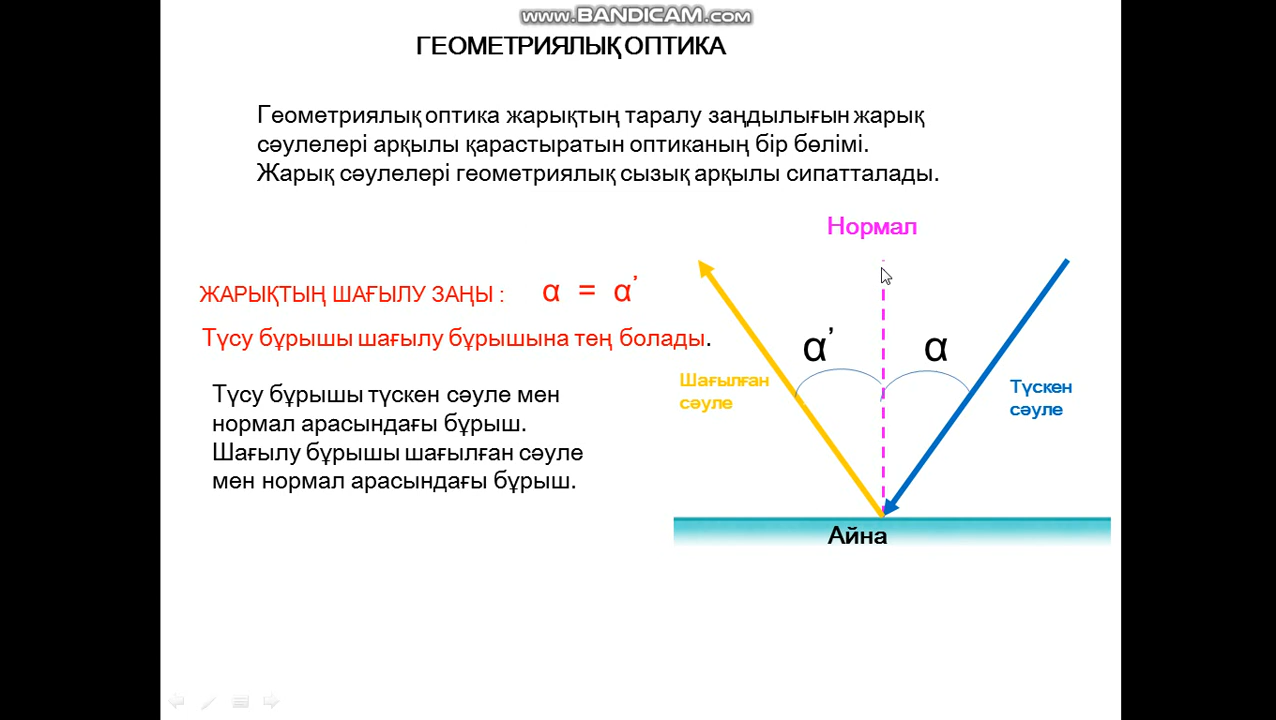 www.BANDICAM.com
ГЕОМЕТРИЯЛЫҚ ОПТИКА
Геометриялық оптика жарықтың таралу заңдылығын жарық
сәулелері арқылы қарастыратын оптиканың бір бөлімі.
Жарық сәулелері геометриялық сызық арқылы сипатталады.
Нормал
ЖАРЫҚТЫҢ ШАҒЫЛУ ЗАҢЫ : α = α’
Түсу бұрышы шағылу бұрышына тең болады.
α’ α
Шағылған
сәуле
Түскен
сәуле
Түсу бұрышы түскен сәуле мен
нормал арасындағы бұрыш.
Шағылу бұрышы шағылған сәуле
мен нормал арасындағы бұрыш.
Айна